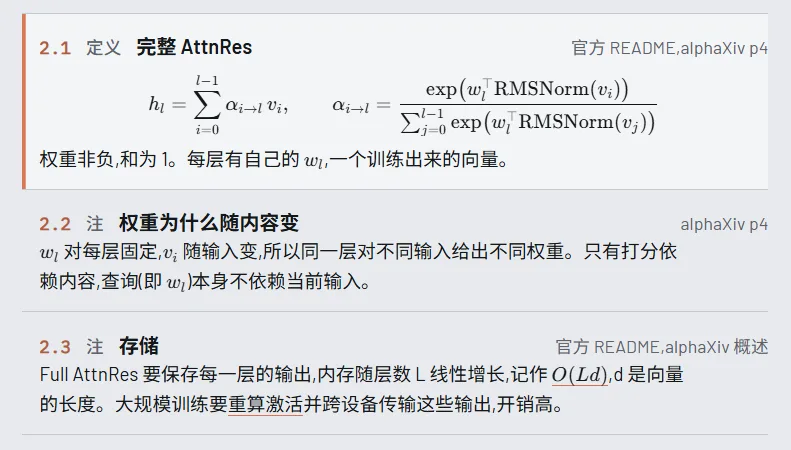 2.1 定义 完整 AttnRes 官方 README,alphaXiv p4
$h_l = \sum_{i=0}^{l-1} \alpha_{i \to l} v_i, \qquad \alpha_{i \to l} = \frac{\exp\left(w_l^\top \mathrm{RMSNorm}(v_i)\right)}{\sum_{j=0}^{l-1} \exp\left(w_l^\top \mathrm{RMSNorm}(v_j)\right)}$
权重非负,和为 1。每层有自己的 $w_l$,一个训练出来的向量。
2.2 注 权重为什么随内容变 alphaXiv p4
$w_l$ 对每层固定,$v_i$ 随输入变,所以同一层对不同输入给出不同权重。只有打分依
赖内容,查询(即 $w_l$)本身不依赖当前输入。
2.3 注 存储 官方 README,alphaXiv 概述
Full AttnRes 要保存每一层的输出,内存随层数 L 线性增长,记作 $O(Ld)$,d 是向量
的长度。大规模训练要重算激活并跨设备传输这些输出,开销高。